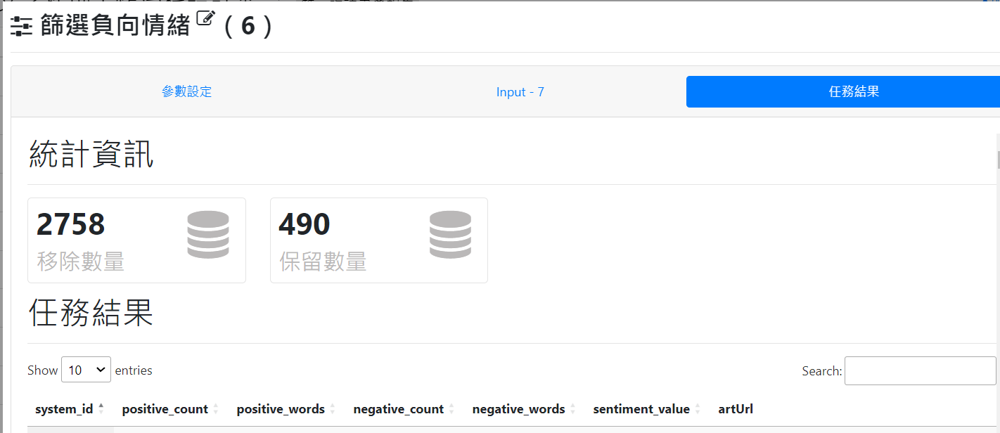 篩選負向情緒 ( 6 )
參數設定 Input - 7 任務結果
統計資訊
2758 490
移除數量 保留數量
任務結果
Show 10 entries Search:
system_id positive_count positive_words negative_count negative_words sentiment_value artUrl